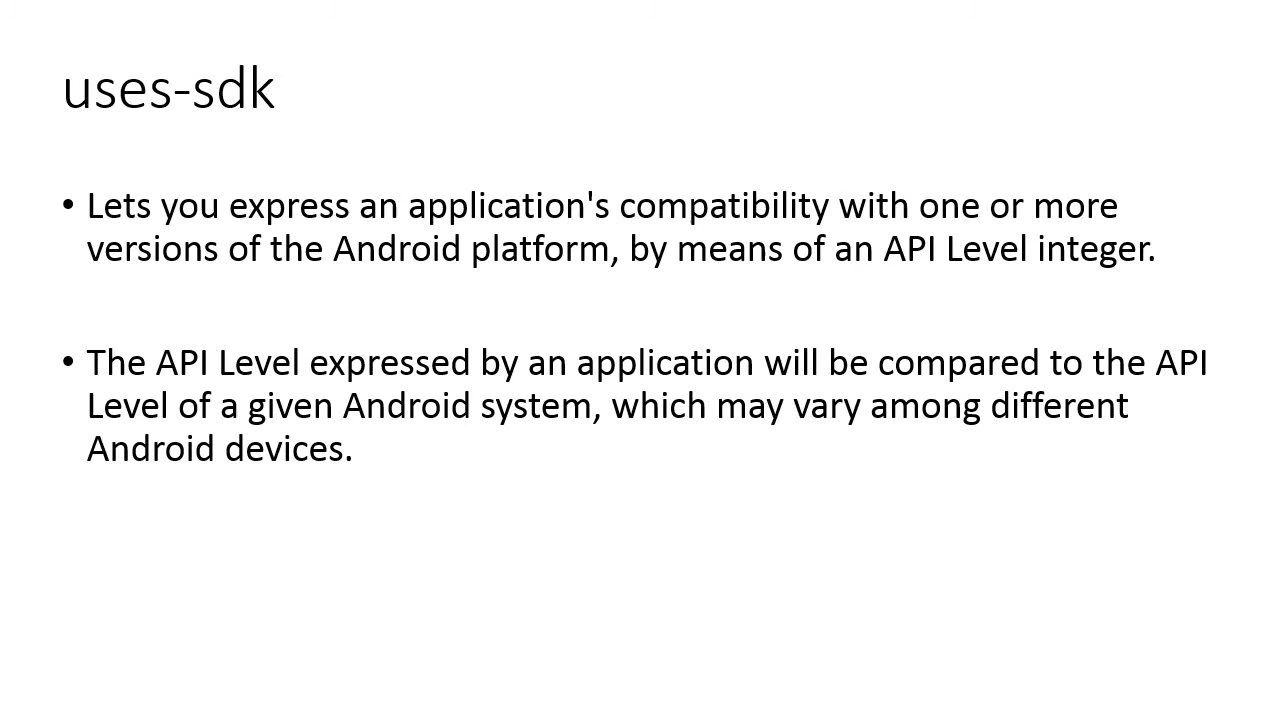 uses-sdk
• Lets you express an application's compatibility with one or more
versions of the Android platform, by means of an API Level integer.
• The API Level expressed by an application will be compared to the API
Level of a given Android system, which may vary among different
Android devices.